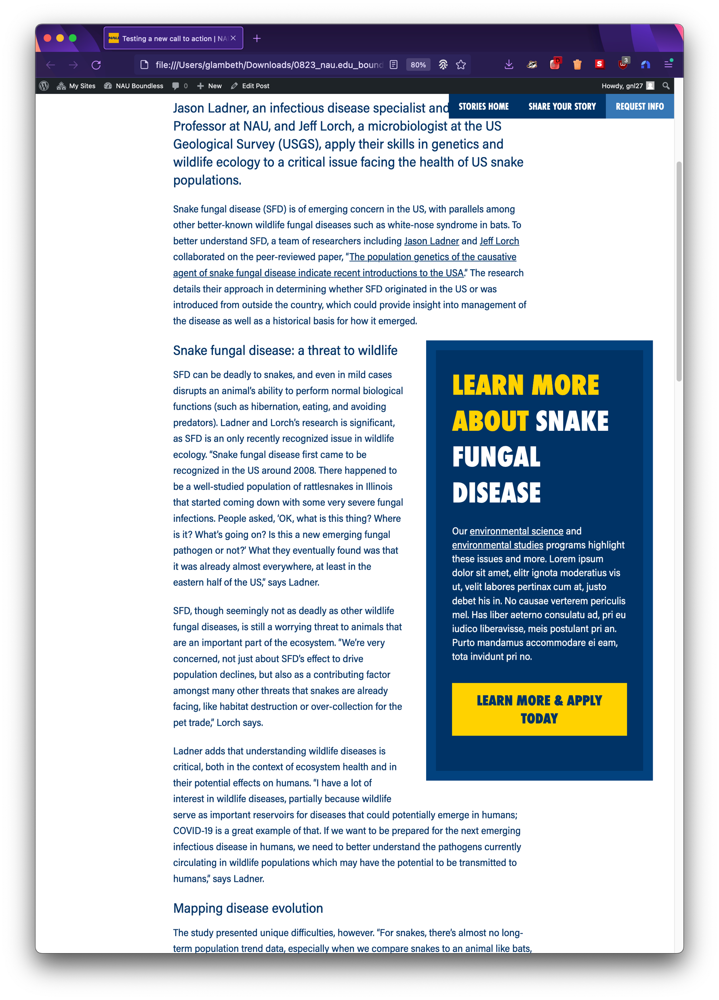 NAU Testing a new call to action | NA
file:///Users/glambeth/Downloads/0823_nau.edu_bound 80% D S 3
My Sites NAU Boundless 0 New Edit Post Howdy, gnl27
STORIES HOME SHARE YOUR STORY REQUEST INFO
Jason Ladner, an infectious disease specialist and
Professor at NAU, and Jeff Lorch, a microbiologist at the US
Geological Survey (USGS), apply their skills in genetics and
wildlife ecology to a critical issue facing the health of US snake
populations.
Snake fungal disease (SFD) is of emerging concern in the US, with parallels among
other better-known wildlife fungal diseases such as white-nose syndrome in bats. To
better understand SFD, a team of researchers including Jason Ladner and Jeff Lorch
collaborated on the peer-reviewed paper, “The population genetics of the causative
agent of snake fungal disease indicate recent introductions to the USA.” The research
details their approach in determining whether SFD originated in the US or was
introduced from outside the country, which could provide insight into management of
the disease as well as a historical basis for how it emerged.
Snake fungal disease: a threat to wildlife
SFD can be deadly to snakes, and even in mild cases
disrupts an animal’s ability to perform normal biological
functions (such as hibernation, eating, and avoiding
predators). Ladner and Lorch’s research is significant,
as SFD is an only recently recognized issue in wildlife
ecology. “Snake fungal disease first came to be
recognized in the US around 2008. There happened to
be a well-studied population of rattlesnakes in Illinois
that started coming down with some very severe fungal
infections. People asked, ‘OK, what is this thing? Where
is it? What’s going on? Is this a new emerging fungal
pathogen or not?’ What they eventually found was that
it was already almost everywhere, at least in the
eastern half of the US,” says Ladner.
SFD, though seemingly not as deadly as other wildlife
fungal diseases, is still a worrying threat to animals that
are an important part of the ecosystem. “We’re very
concerned, not just about SFD’s effect to drive
population declines, but also as a contributing factor
amongst many other threats that snakes are already
facing, like habitat destruction or over-collection for the
pet trade,” Lorch says.
Ladner adds that understanding wildlife diseases is
critical, both in the context of ecosystem health and in
their potential effects on humans. “I have a lot of
interest in wildlife diseases, partially because wildlife
serve as important reservoirs for diseases that could potentially emerge in humans;
COVID-19 is a great example of that. If we want to be prepared for the next emerging
infectious disease in humans, we need to better understand the pathogens currently
circulating in wildlife populations which may have the potential to be transmitted to
humans,” says Ladner.
LEARN MORE
ABOUT SNAKE
FUNGAL
DISEASE
Our environmental science and
environmental studies programs highlight
these issues and more. Lorem ipsum
dolor sit amet, elitr ignota moderatius vis
ut, velit labores pertinax cum at, justo
debet his in. No causae verterem periculis
mel. Has liber aeterno consulatu ad, pri eu
iudico liberavisse, meis postulant pri an.
Purto mandamus accommodare ei eam,
tota invidunt pri no.
LEARN MORE & APPLY
TODAY
Mapping disease evolution
The study presented unique difficulties, however. “For snakes, there’s almost no long-
term population trend data, especially when we compare snakes to an animal like bats,